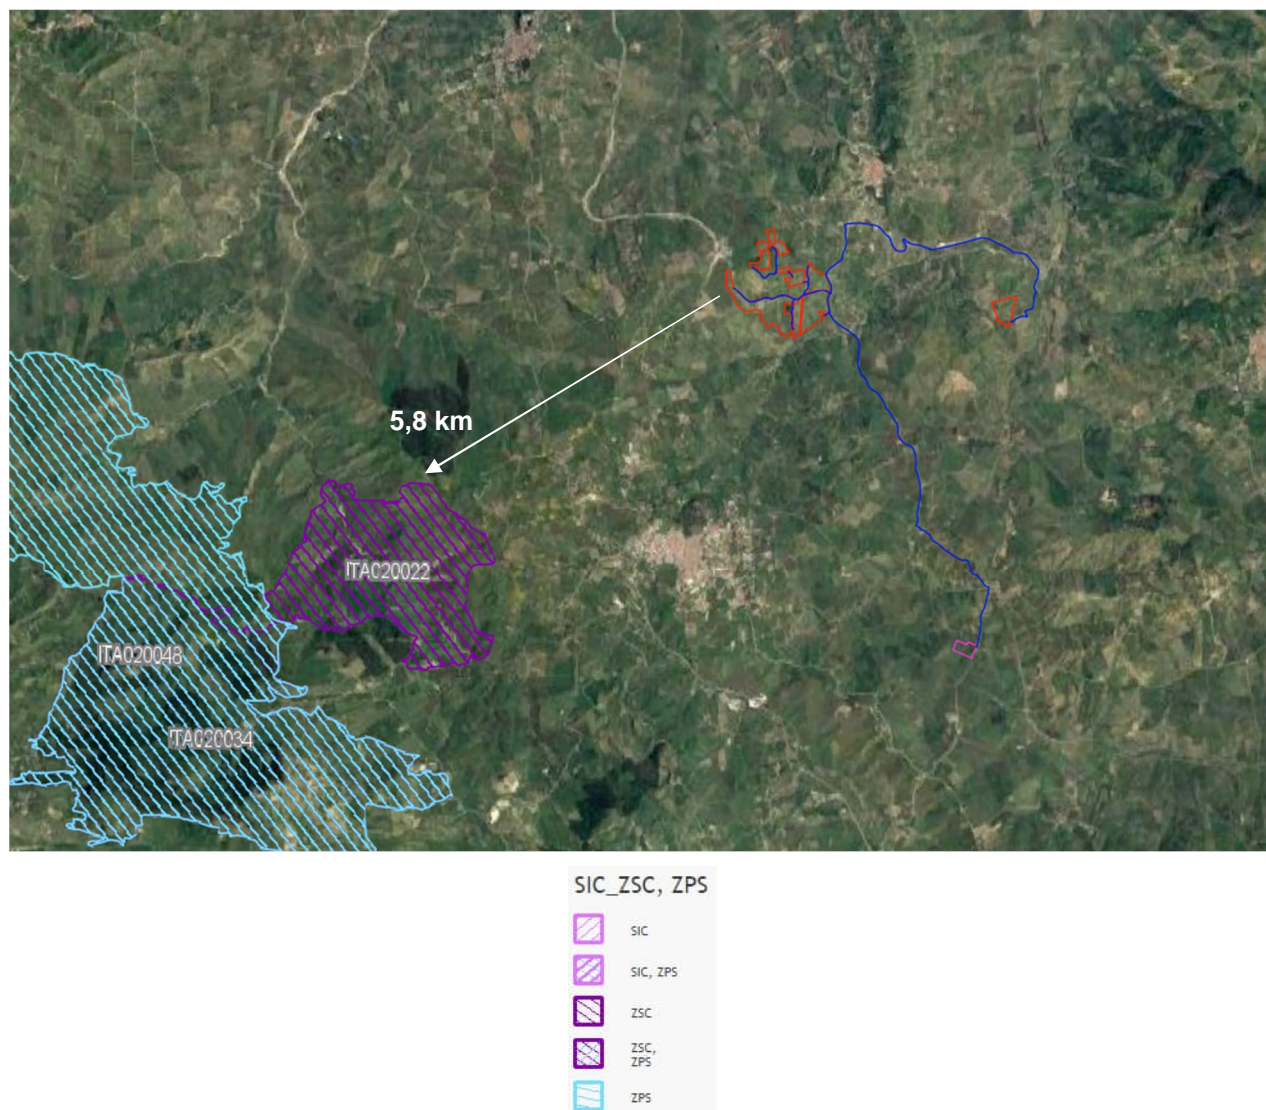 5,8 km
ITA020022
ITA020048
ITA020034
SIC_ZSC, ZPS
SIC
SIC, ZPS
ZSC
ZSC,
ZPS
ZPS